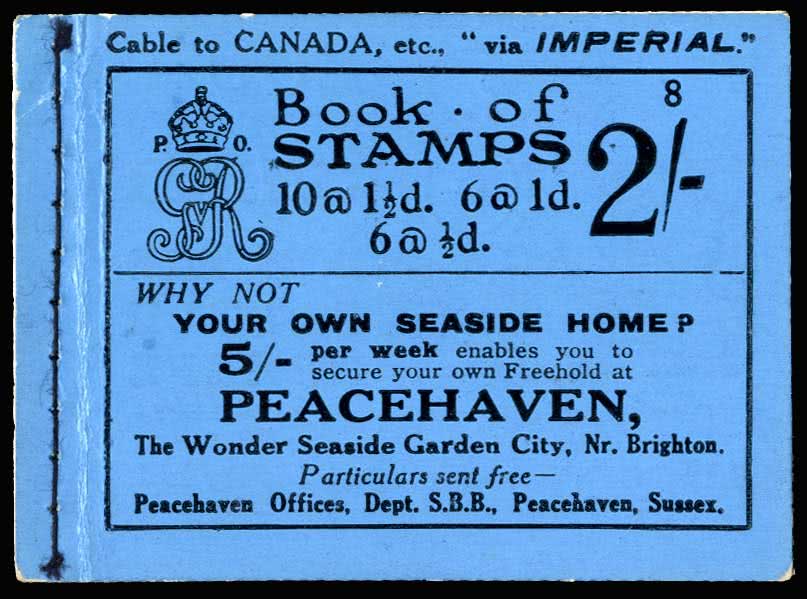 Cable to CANADA, etc., "via IMPERIAL."
8
Book · of
P. O.
STAMPS
2/-
10 @ 1½d. 6 @ 1d.
6 @ ½d.
GR
WHY NOT
YOUR OWN SEASIDE HOME?
5/- per week enables you to
secure your own Freehold at
PEACEHAVEN,
The Wonder Seaside Garden City, Nr. Brighton.
Particulars sent free—
Peacehaven Offices, Dept. S.B.B., Peacehaven, Sussex.